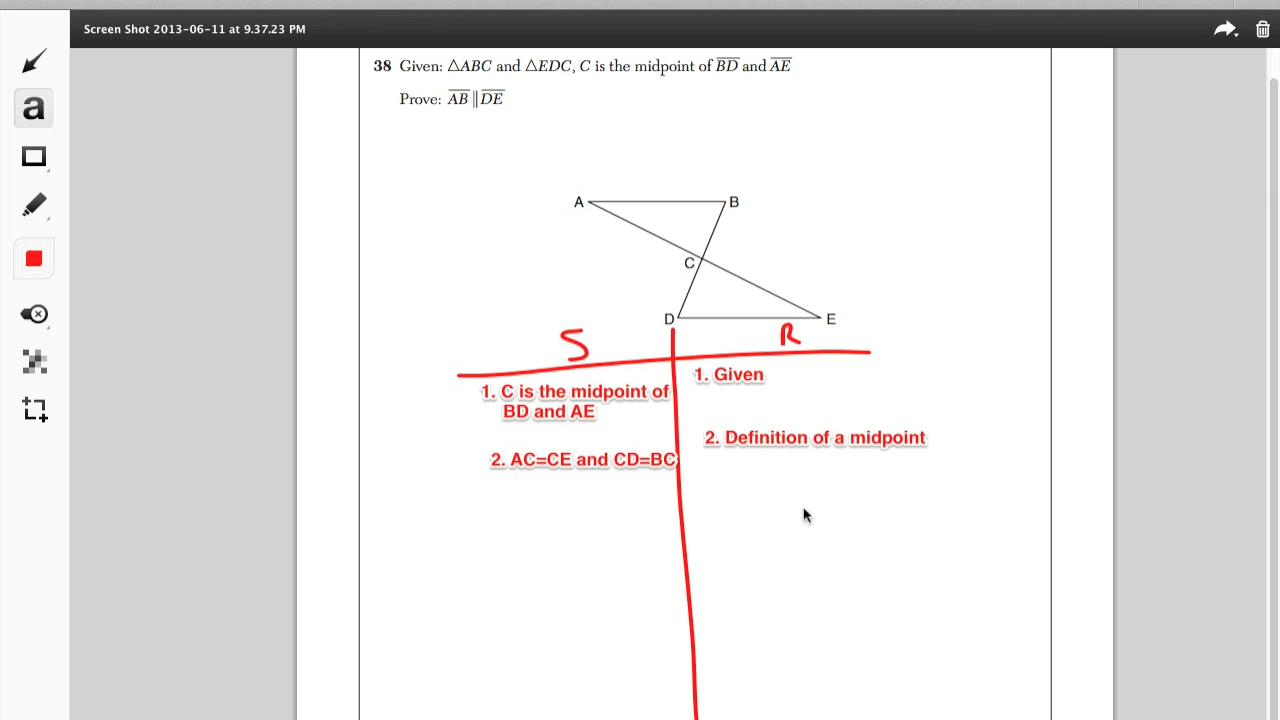 Screen Shot 2013-06-11 at 9.37.23 PM
a
38 Given: △ABC and △EDC, C is the midpoint of BD and AE
Prove: AB ∥ DE
A
B
C
D
E
S
R
1. C is the midpoint of
BD and AE
1. Given
2. Definition of a midpoint
2. AC=CE and CD=BC